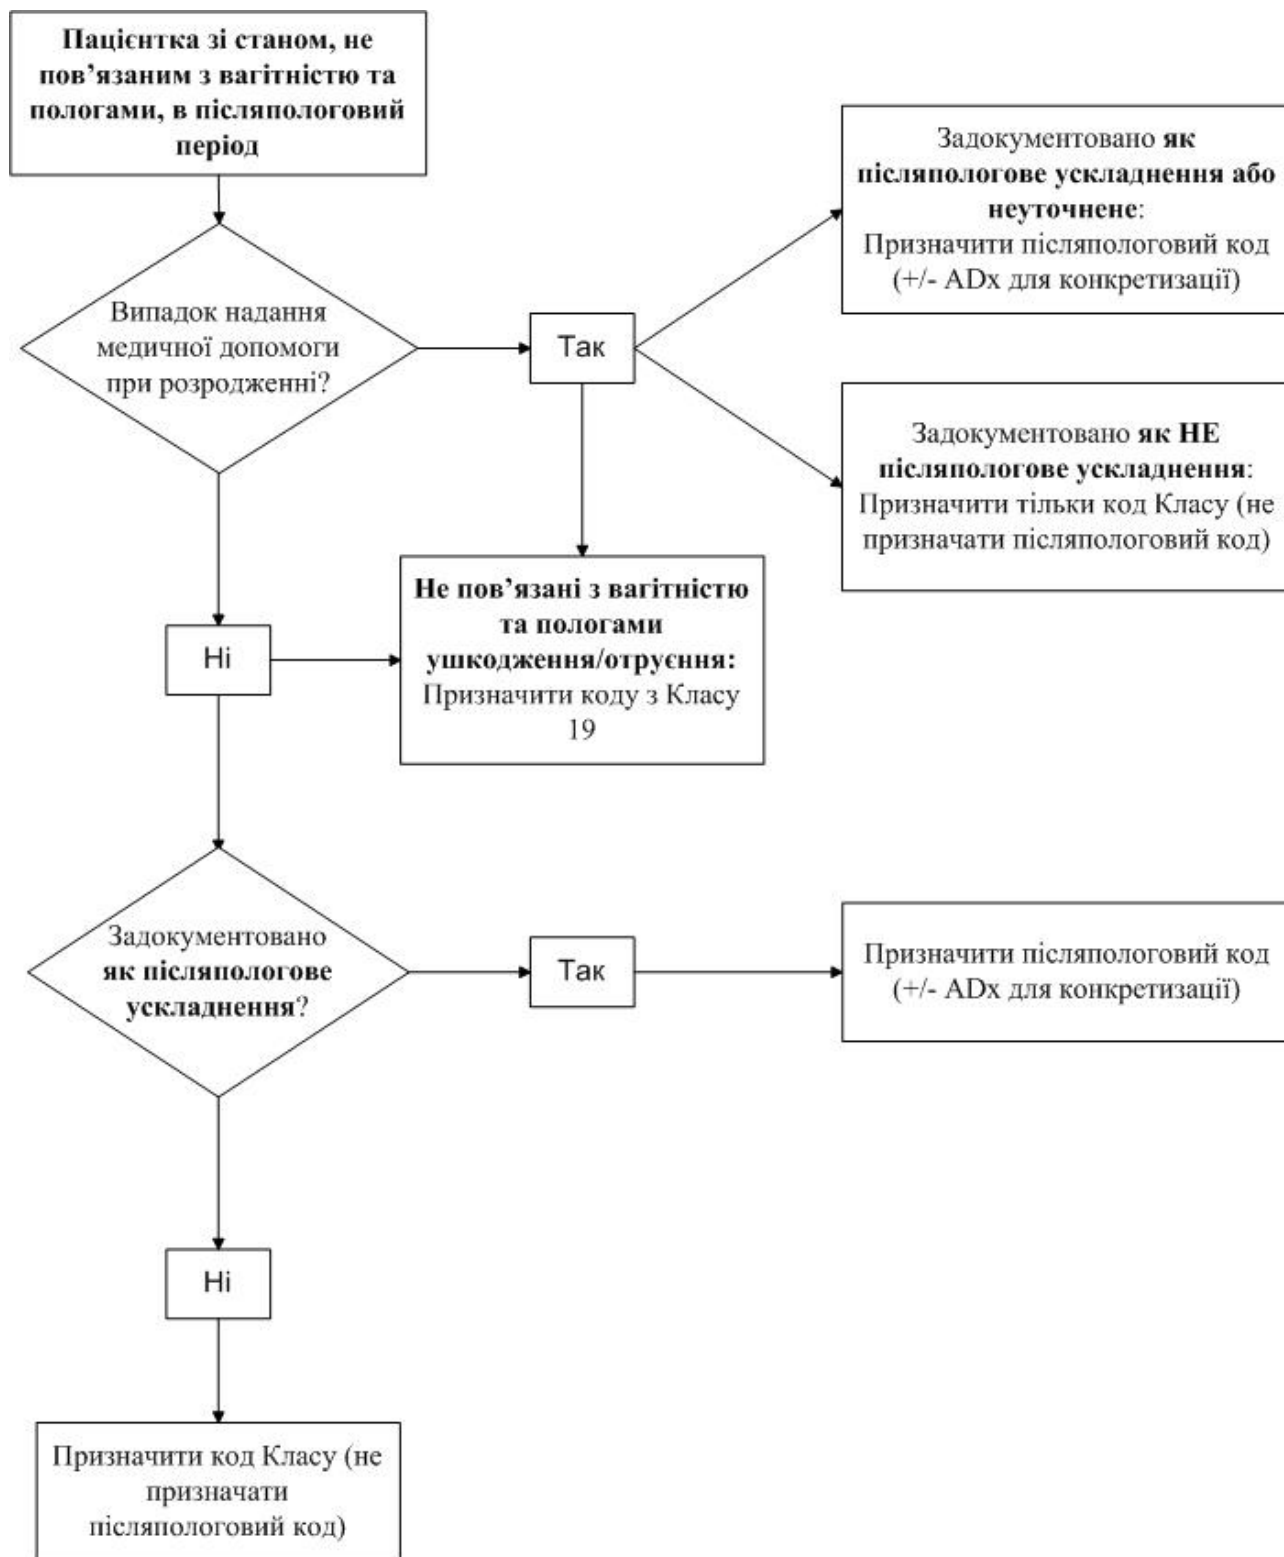 Пацієнтка зі станом, не
пов’язаним з вагітністю та
пологами, в післяпологовий
період
Випадок надання
медичної допомоги
при розродженні?
Так
Задокументовано як
післяпологове ускладнення або
неуточнене:
Призначити післяпологовий код
(+/- ADx для конкретизації)
Задокументовано як НЕ
післяпологове ускладнення:
Призначити тільки код Класу (не
призначати післяпологовий код)
Ні
Не пов’язані з вагітністю
та пологами
ушкодження/отруєння:
Призначити коду з Класу
19
Задокументовано
як післяпологове
ускладнення?
Так
Призначити післяпологовий код
(+/- ADx для конкретизації)
Ні
Призначити код Класу (не
призначати
післяпологовий код)